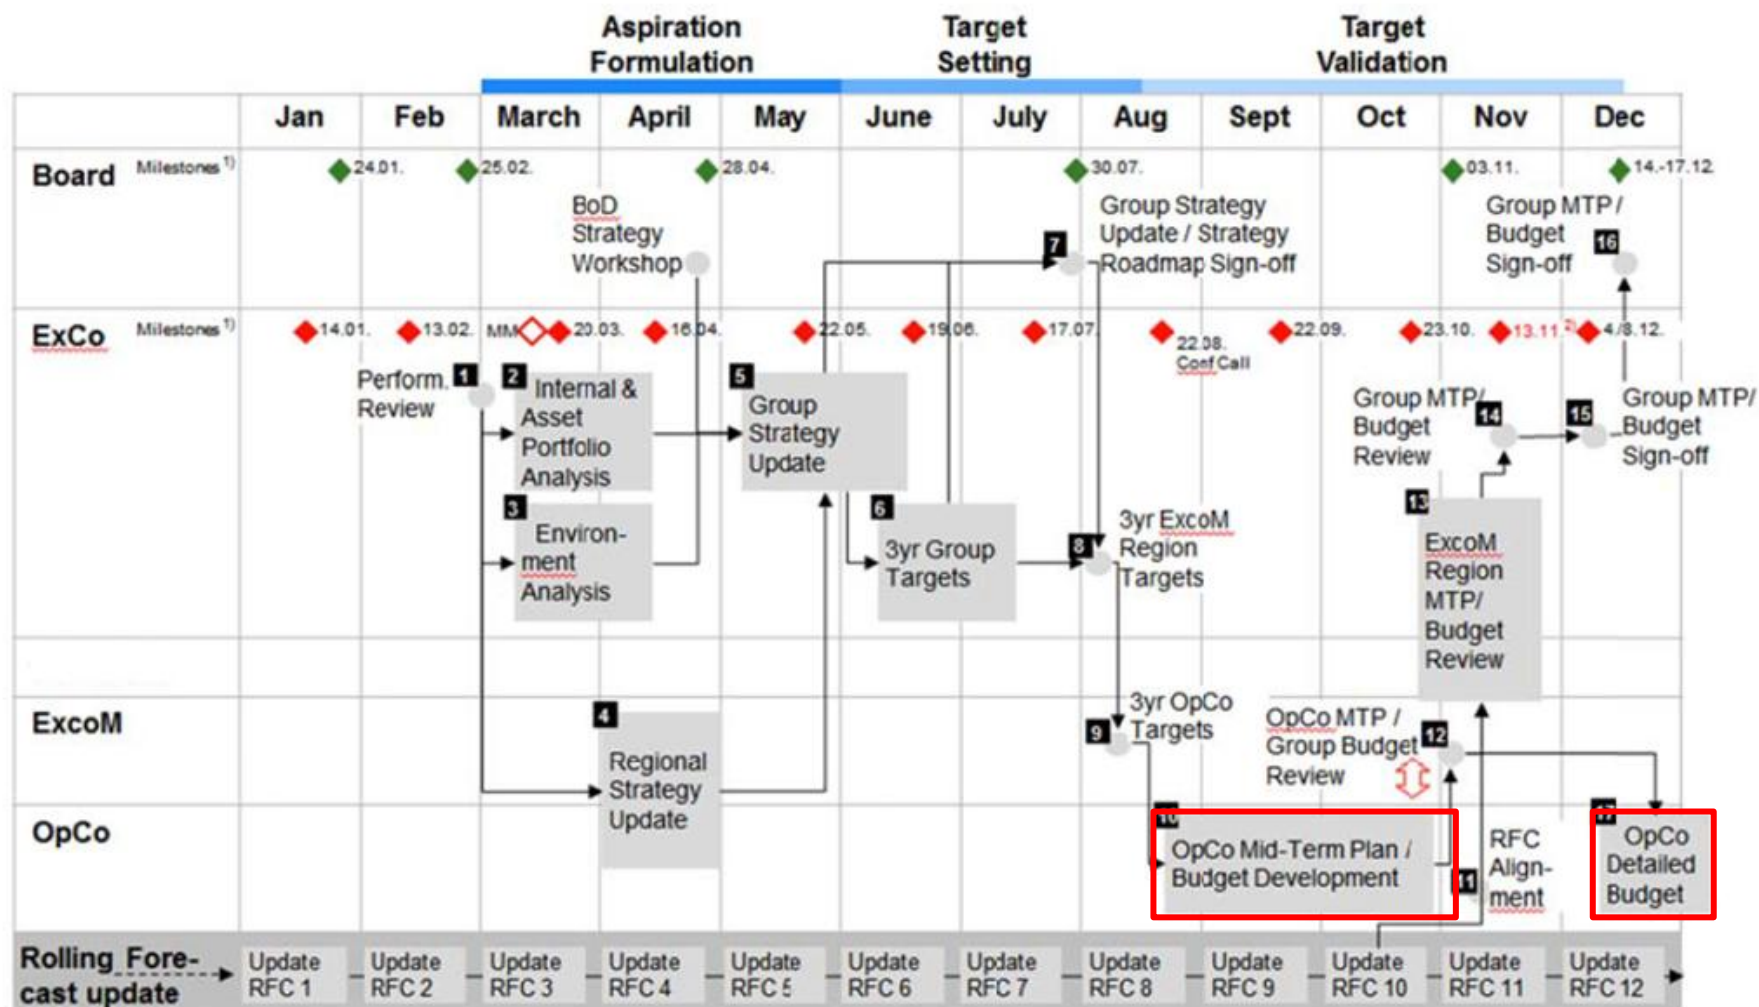 Aspiration
Formulation
Target
Setting
Target
Validation
Jan Feb March April May June July Aug Sept Oct Nov Dec
Board Milestones 1) 24.01. 25.02. 28.04. 30.07. 03.11. 14.-17.12.
BoD
Strategy
Workshop
7
Group Strategy
Update / Strategy
Roadmap Sign-off
Group MTP /
Budget
Sign-off
16
ExCo Milestones 1) 14.01. 13.02. MM 20.03. 16.04. 22.05. 19.06. 17.07. 22.08. 22.09. 23.10. 13.11. 2) 4./8.12.
Conf Call
Perform.
Review
1
2
Internal &
Asset
Portfolio
Analysis
3
Environ-
ment
Analysis
5
Group
Strategy
Update
6
3yr Group
Targets
8
3yr ExcoM
Region
Targets
Group MTP/
Budget
Review
14
15
Group MTP/
Budget
Sign-off
13
ExcoM
Region
MTP/
Budget
Review
ExcoM
4
Regional
Strategy
Update
9
3yr OpCo
Targets
OpCo MTP /
Group Budget
Review
12
OpCo
10
OpCo Mid-Term Plan /
Budget Development
11
RFC
Align-
ment
17
OpCo
Detailed
Budget
Rolling Fore-
cast update
Update
RFC 1
Update
RFC 2
Update
RFC 3
Update
RFC 4
Update
RFC 5
Update
RFC 6
Update
RFC 7
Update
RFC 8
Update
RFC 9
Update
RFC 10
Update
RFC 11
Update
RFC 12